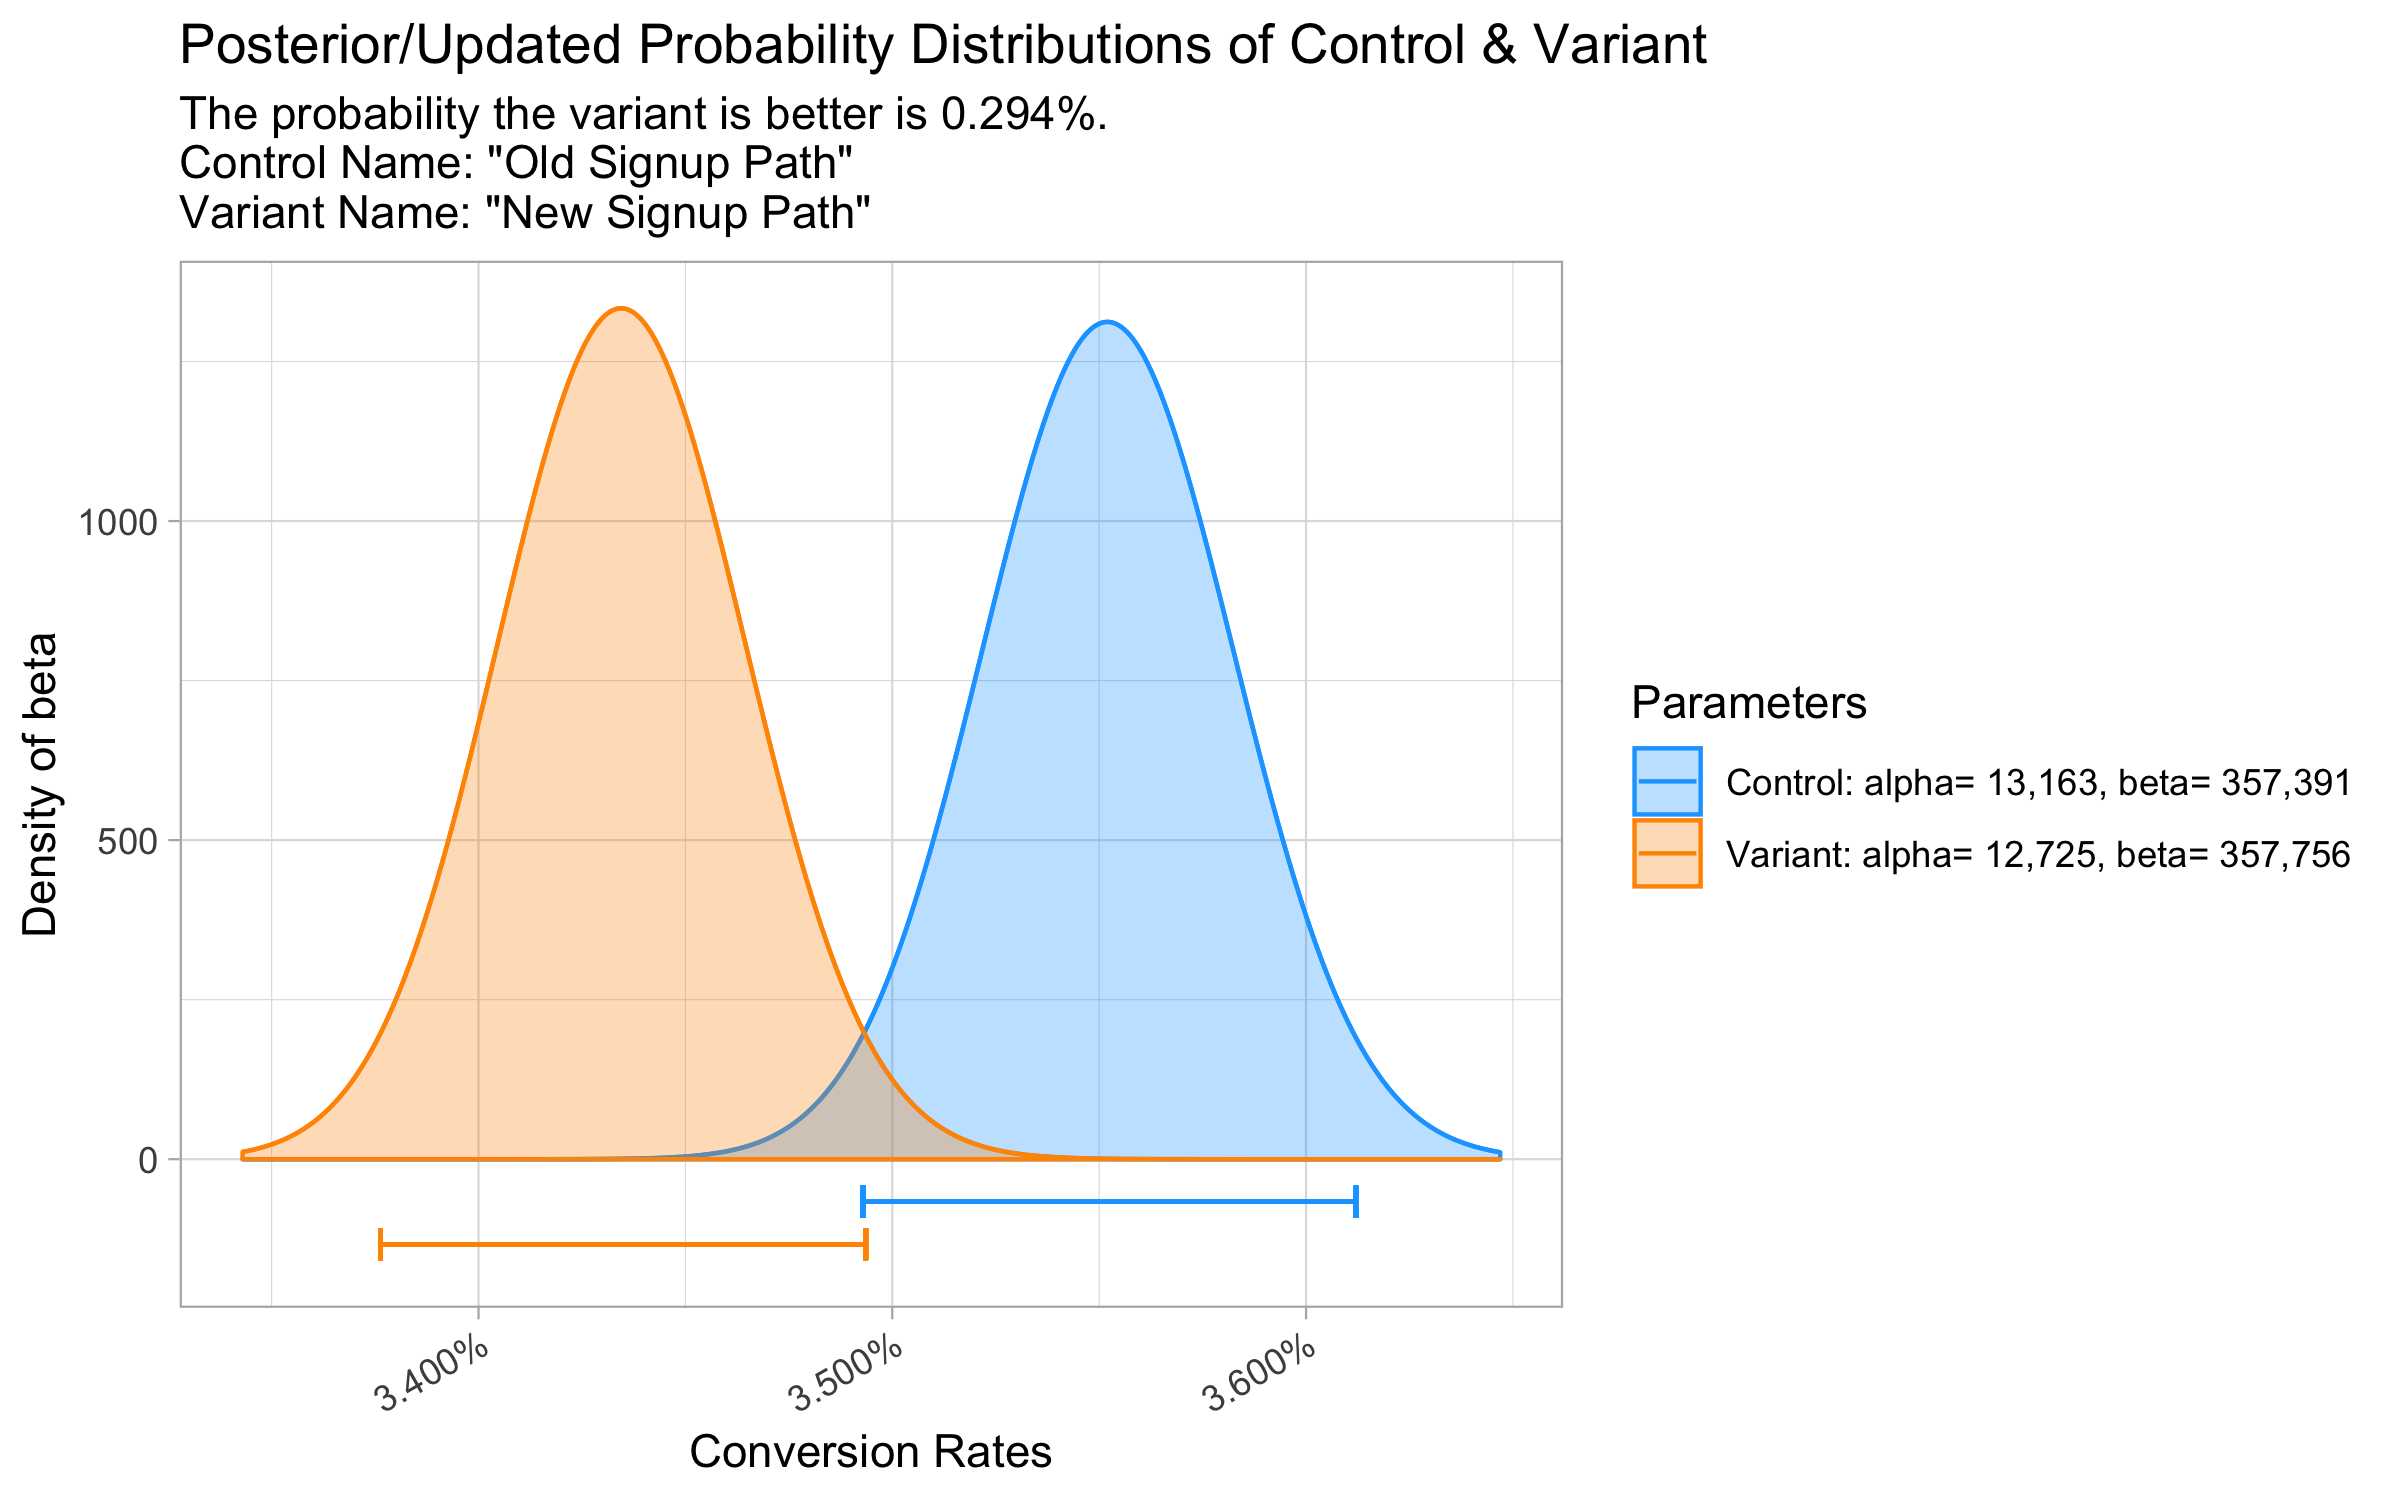 Posterior/Updated Probability Distributions of Control & Variant
The probability the variant is better is 0.294%.
Control Name: "Old Signup Path"
Variant Name: "New Signup Path"
Density of beta
1000
500
0
3.400%
3.500%
3.600%
Conversion Rates
Parameters
Control: alpha= 13,163, beta= 357,391
Variant: alpha= 12,725, beta= 357,756